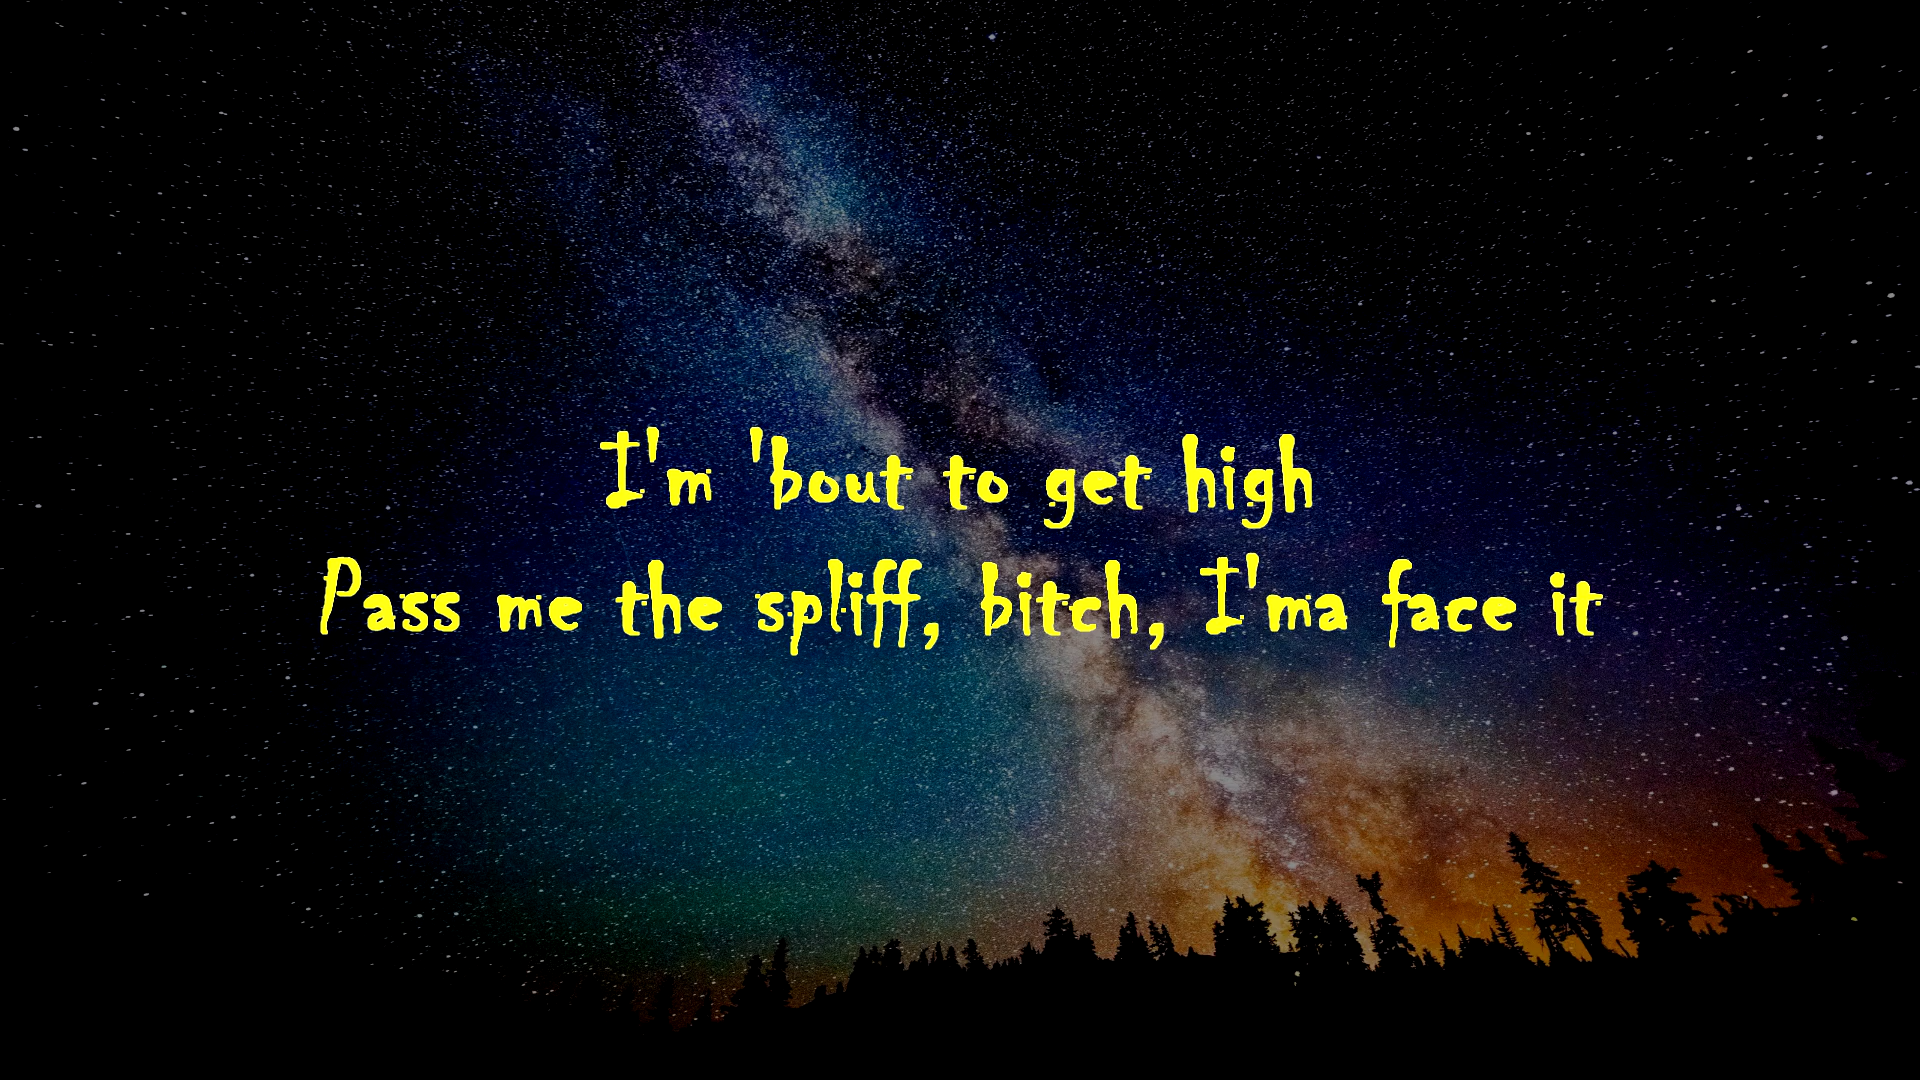 I'm 'bout to get high
Pass me the spliff, bitch, I'ma face it